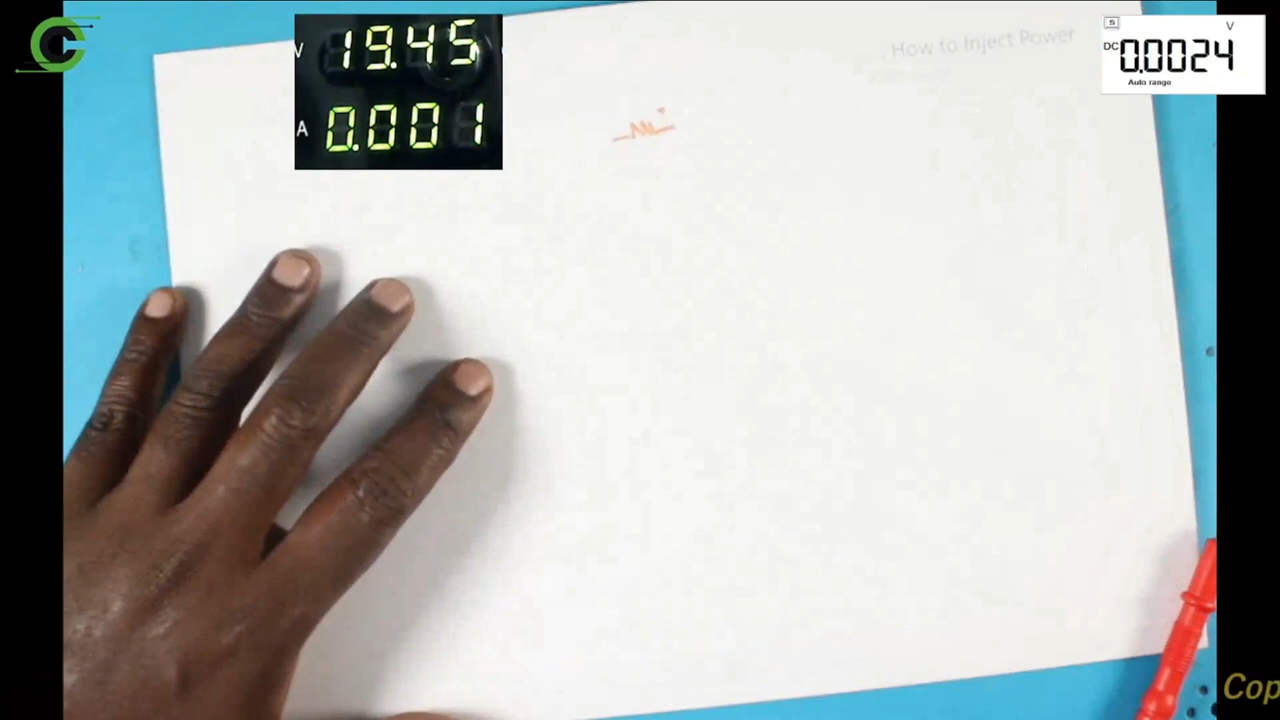 V 19.45
A 0.001
. How to Inject Power
S
V
DC 0.0024
Auto range
Cop